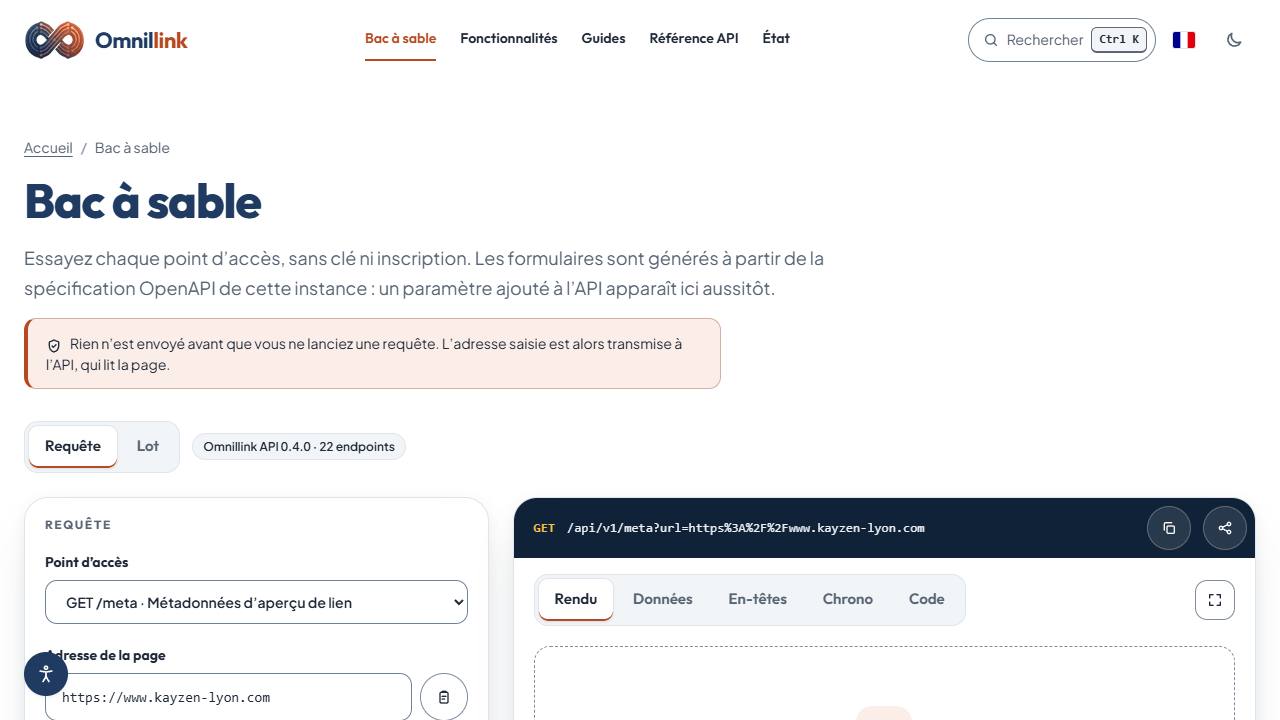 Omnillink
Bac à sable
Fonctionnalités
Guides
Référence API
État
Rechercher
Ctrl K
Accueil / Bac à sable
Bac à sable
Essayez chaque point d’accès, sans clé ni inscription. Les formulaires sont générés à partir de la
spécification OpenAPI de cette instance : un paramètre ajouté à l’API apparaît ici aussitôt.
Rien n’est envoyé avant que vous ne lanciez une requête. L’adresse saisie est alors transmise à
l’API, qui lit la page.
Requête
Lot
Omnillink API 0.4.0 · 22 endpoints
REQUÊTE
Point d’accès
GET /meta · Métadonnées d’aperçu de lien
Adresse de la page
https://www.kayzen-lyon.com
GET /api/v1/meta?url=https%3A%2F%2Fwww.kayzen-lyon.com
Rendu
Données
En-têtes
Chrono
Code